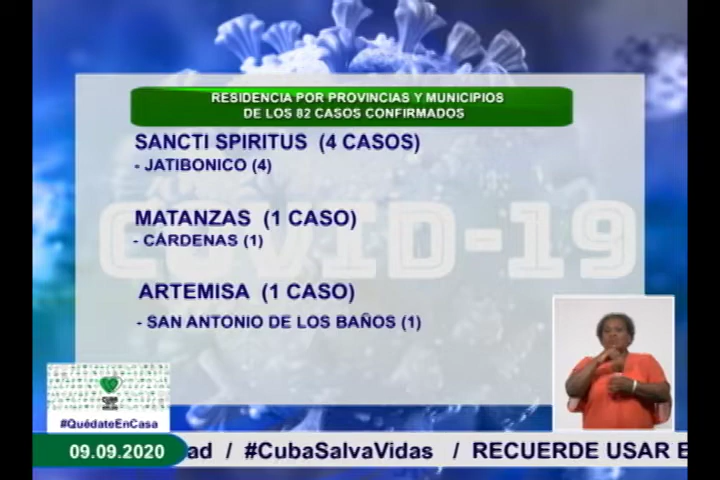 RESIDENCIA POR PROVINCIAS Y MUNICIPIOS
DE LOS 82 CASOS CONFIRMADOS
SANCTI SPIRITUS (4 CASOS)
- JATIBONICO (4)
MATANZAS (1 CASO)
- CÁRDENAS (1)
COVID-19
ARTEMISA (1 CASO)
- SAN ANTONIO DE LOS BAÑOS (1)
CUBA
#QuédateEnCasa
09.09.2020
ad / #CubaSalvaVidas / RECUERDE USAR E